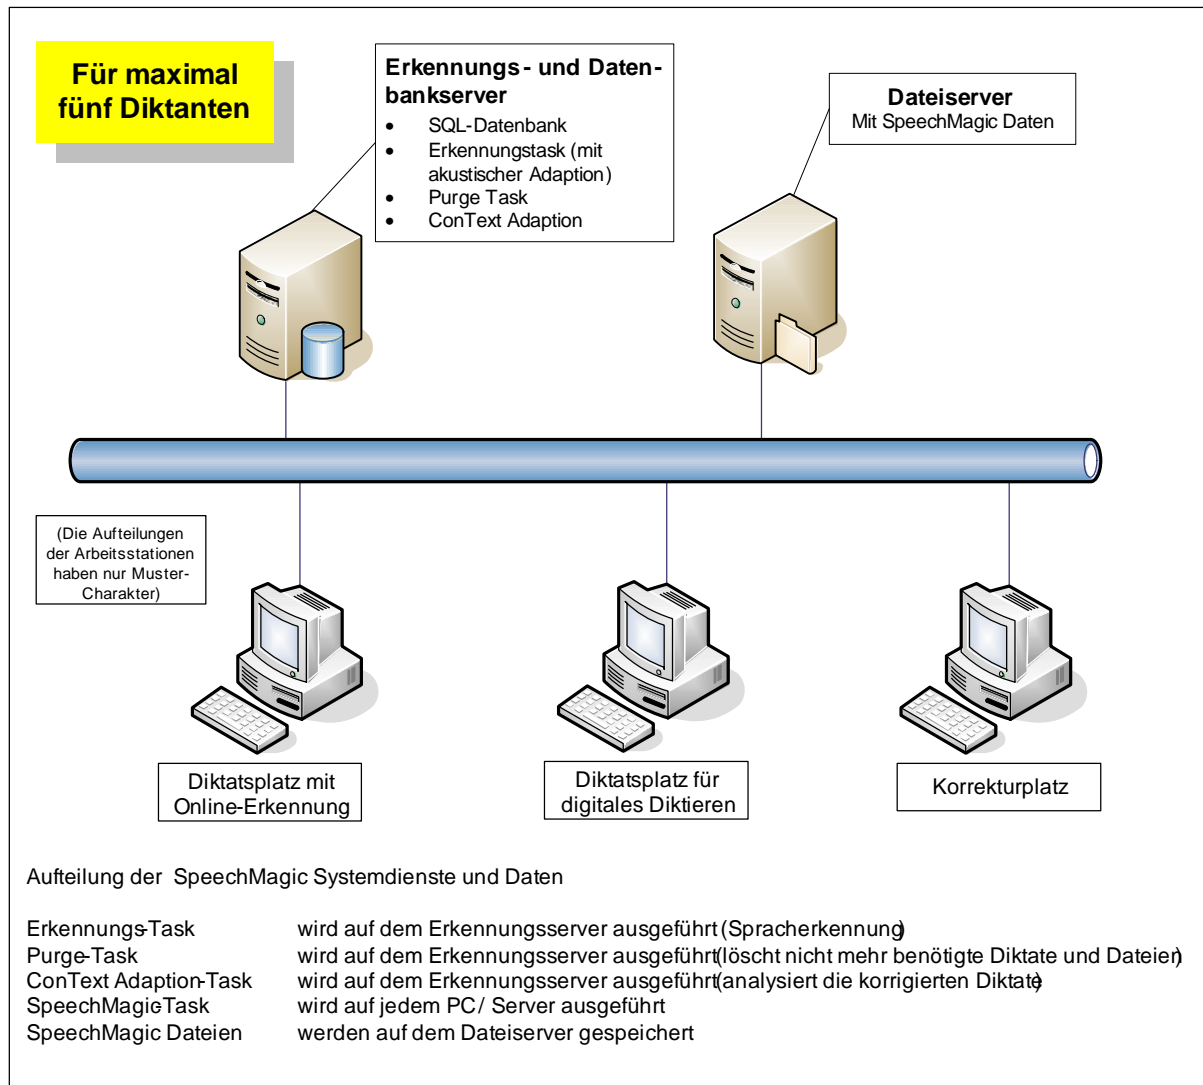 Für maximal
fünf Diktanten
Erkennungs- und Daten-
bankserver
• SQL-Datenbank
• Erkennungstask (mit
akustischer Adaption)
• Purge Task
• ConText Adaption
Dateiserver
Mit SpeechMagic Daten
(Die Aufteilungen
der Arbeitsstationen
haben nur Muster-
Charakter)
Diktatsplatz mit
Online-Erkennung
Diktatsplatz für
digitales Diktieren
Korrekturplatz
Aufteilung der SpeechMagic Systemdienste und Daten
Erkennungs-Task wird auf dem Erkennungsserver ausgeführt (Spracherkennung)
Purge-Task wird auf dem Erkennungsserver ausgeführt (löscht nicht mehr benötigte Diktate und Dateien)
ConText Adaption-Task wird auf dem Erkennungsserver ausgeführt (analysiert die korrigierten Diktate)
SpeechMagic-Task wird auf jedem PC/ Server ausgeführt
SpeechMagic Dateien werden auf dem Dateiserver gespeichert